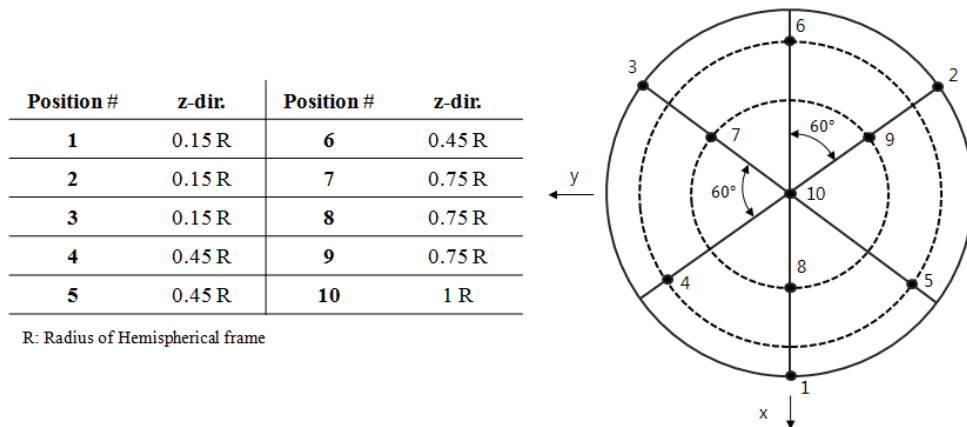 Position # z-dir. Position # z-dir.
1 0.15 R 6 0.45 R
2 0.15 R 7 0.75 R
3 0.15 R 8 0.75 R
4 0.45 R 9 0.75 R
5 0.45 R 10 1 R
R: Radius of Hemispherical frame
6
3
2
60°
7
9
y
60°
10
8
4
5
1
x